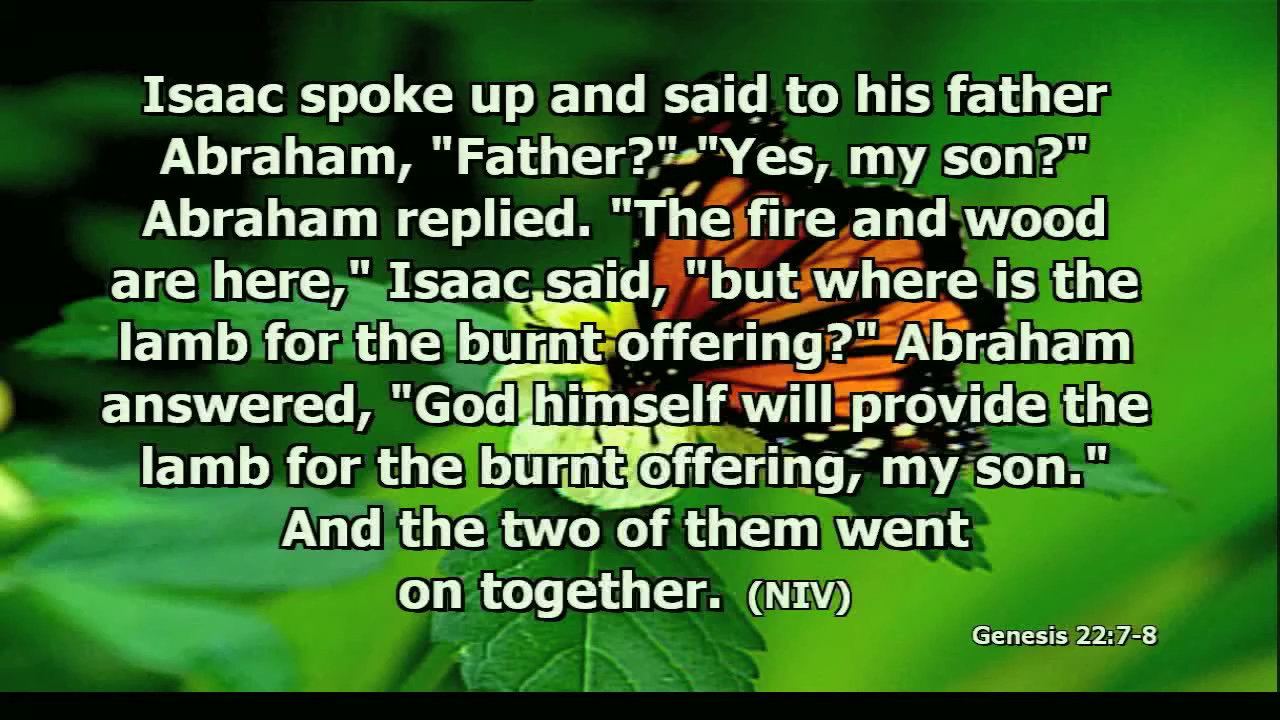 Isaac spoke up and said to his father
Abraham, "Father?" "Yes, my son?"
Abraham replied. "The fire and wood
are here," Isaac said, "but where is the
lamb for the burnt offering?" Abraham
answered, "God himself will provide the
lamb for the burnt offering, my son."
And the two of them went
on together. (NIV)
Genesis 22:7-8